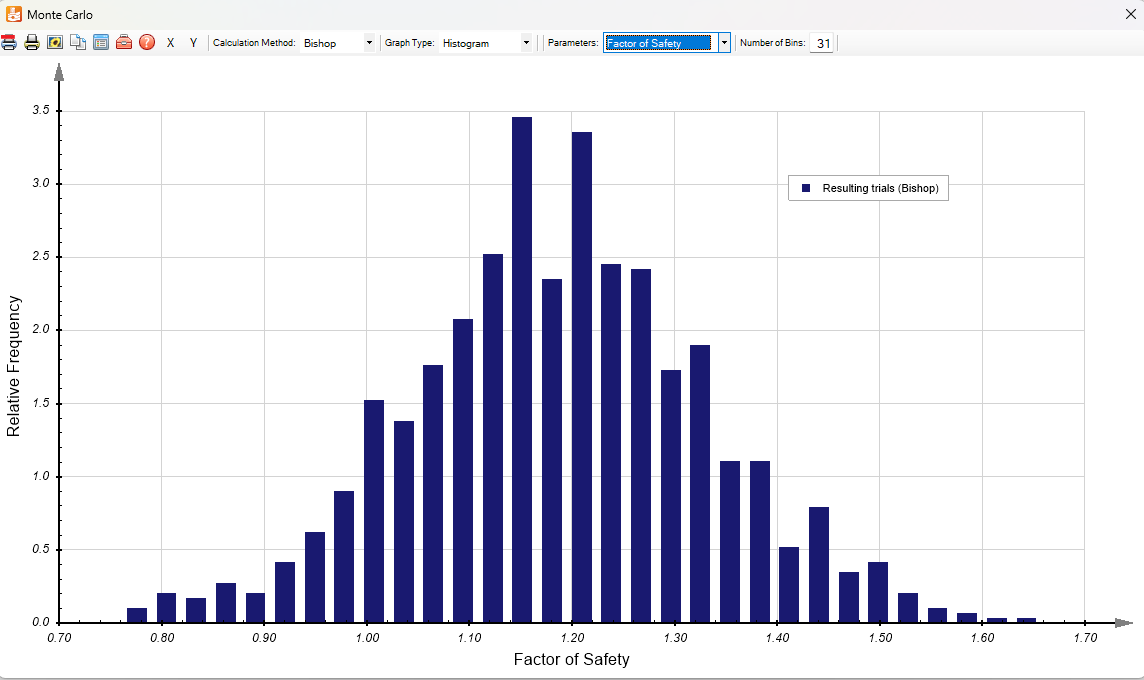 Monte Carlo
X Y Calculation Method: Bishop Graph Type: Histogram Parameters: Factor of Safety Number of Bins: 31
3.5
3.0
Resulting trials (Bishop)
2.5
2.0
Relative Frequency
1.5
1.0
0.5
0.0
0.70 0.80 0.90 1.00 1.10 1.20 1.30 1.40 1.50 1.60 1.70
Factor of Safety